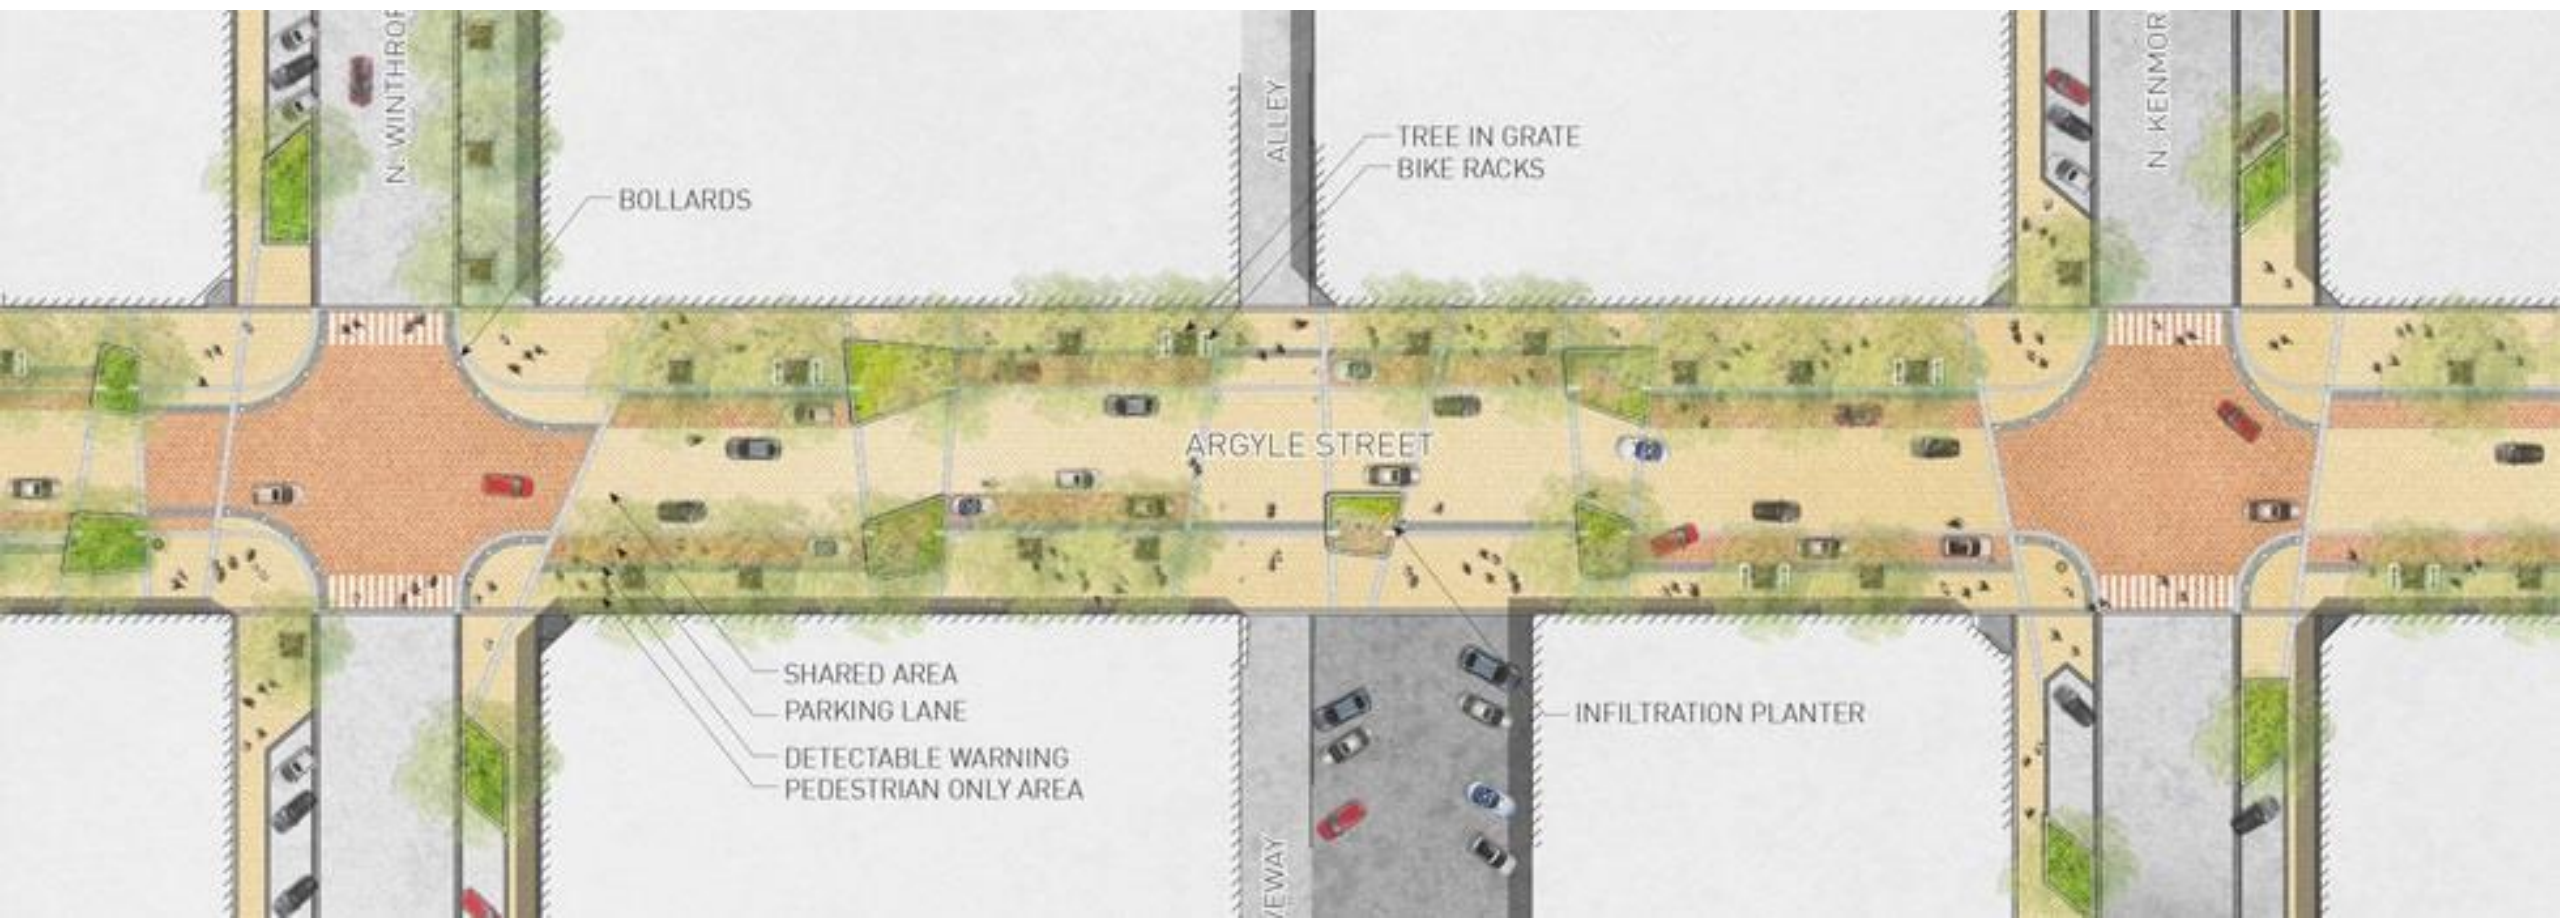 N. WINTHROP
ALLEY
N. KENMOR
TREE IN GRATE
BIKE RACKS
BOLLARDS
ARGYLE STREET
SHARED AREA
PARKING LANE
DETECTABLE WARNING
PEDESTRIAN ONLY AREA
INFILTRATION PLANTER
VEWAY